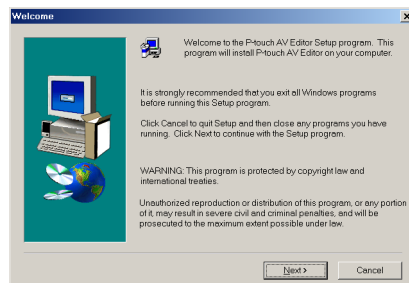 Welcome
Welcome to the P-touch AV Editor Setup program. This
program will install P-touch AV Editor on your computer.
It is strongly recommended that you exit all Windows programs
before running this Setup program.
Click Cancel to quit Setup and then close any programs you have
running. Click Next to continue with the Setup program.
WARNING: This program is protected by copyright law and
international treaties.
Unauthorized reproduction or distribution of this program, or any portion
of it, may result in severe civil and criminal penalties, and will be
prosecuted to the maximum extent possible under law.
Next >
Cancel